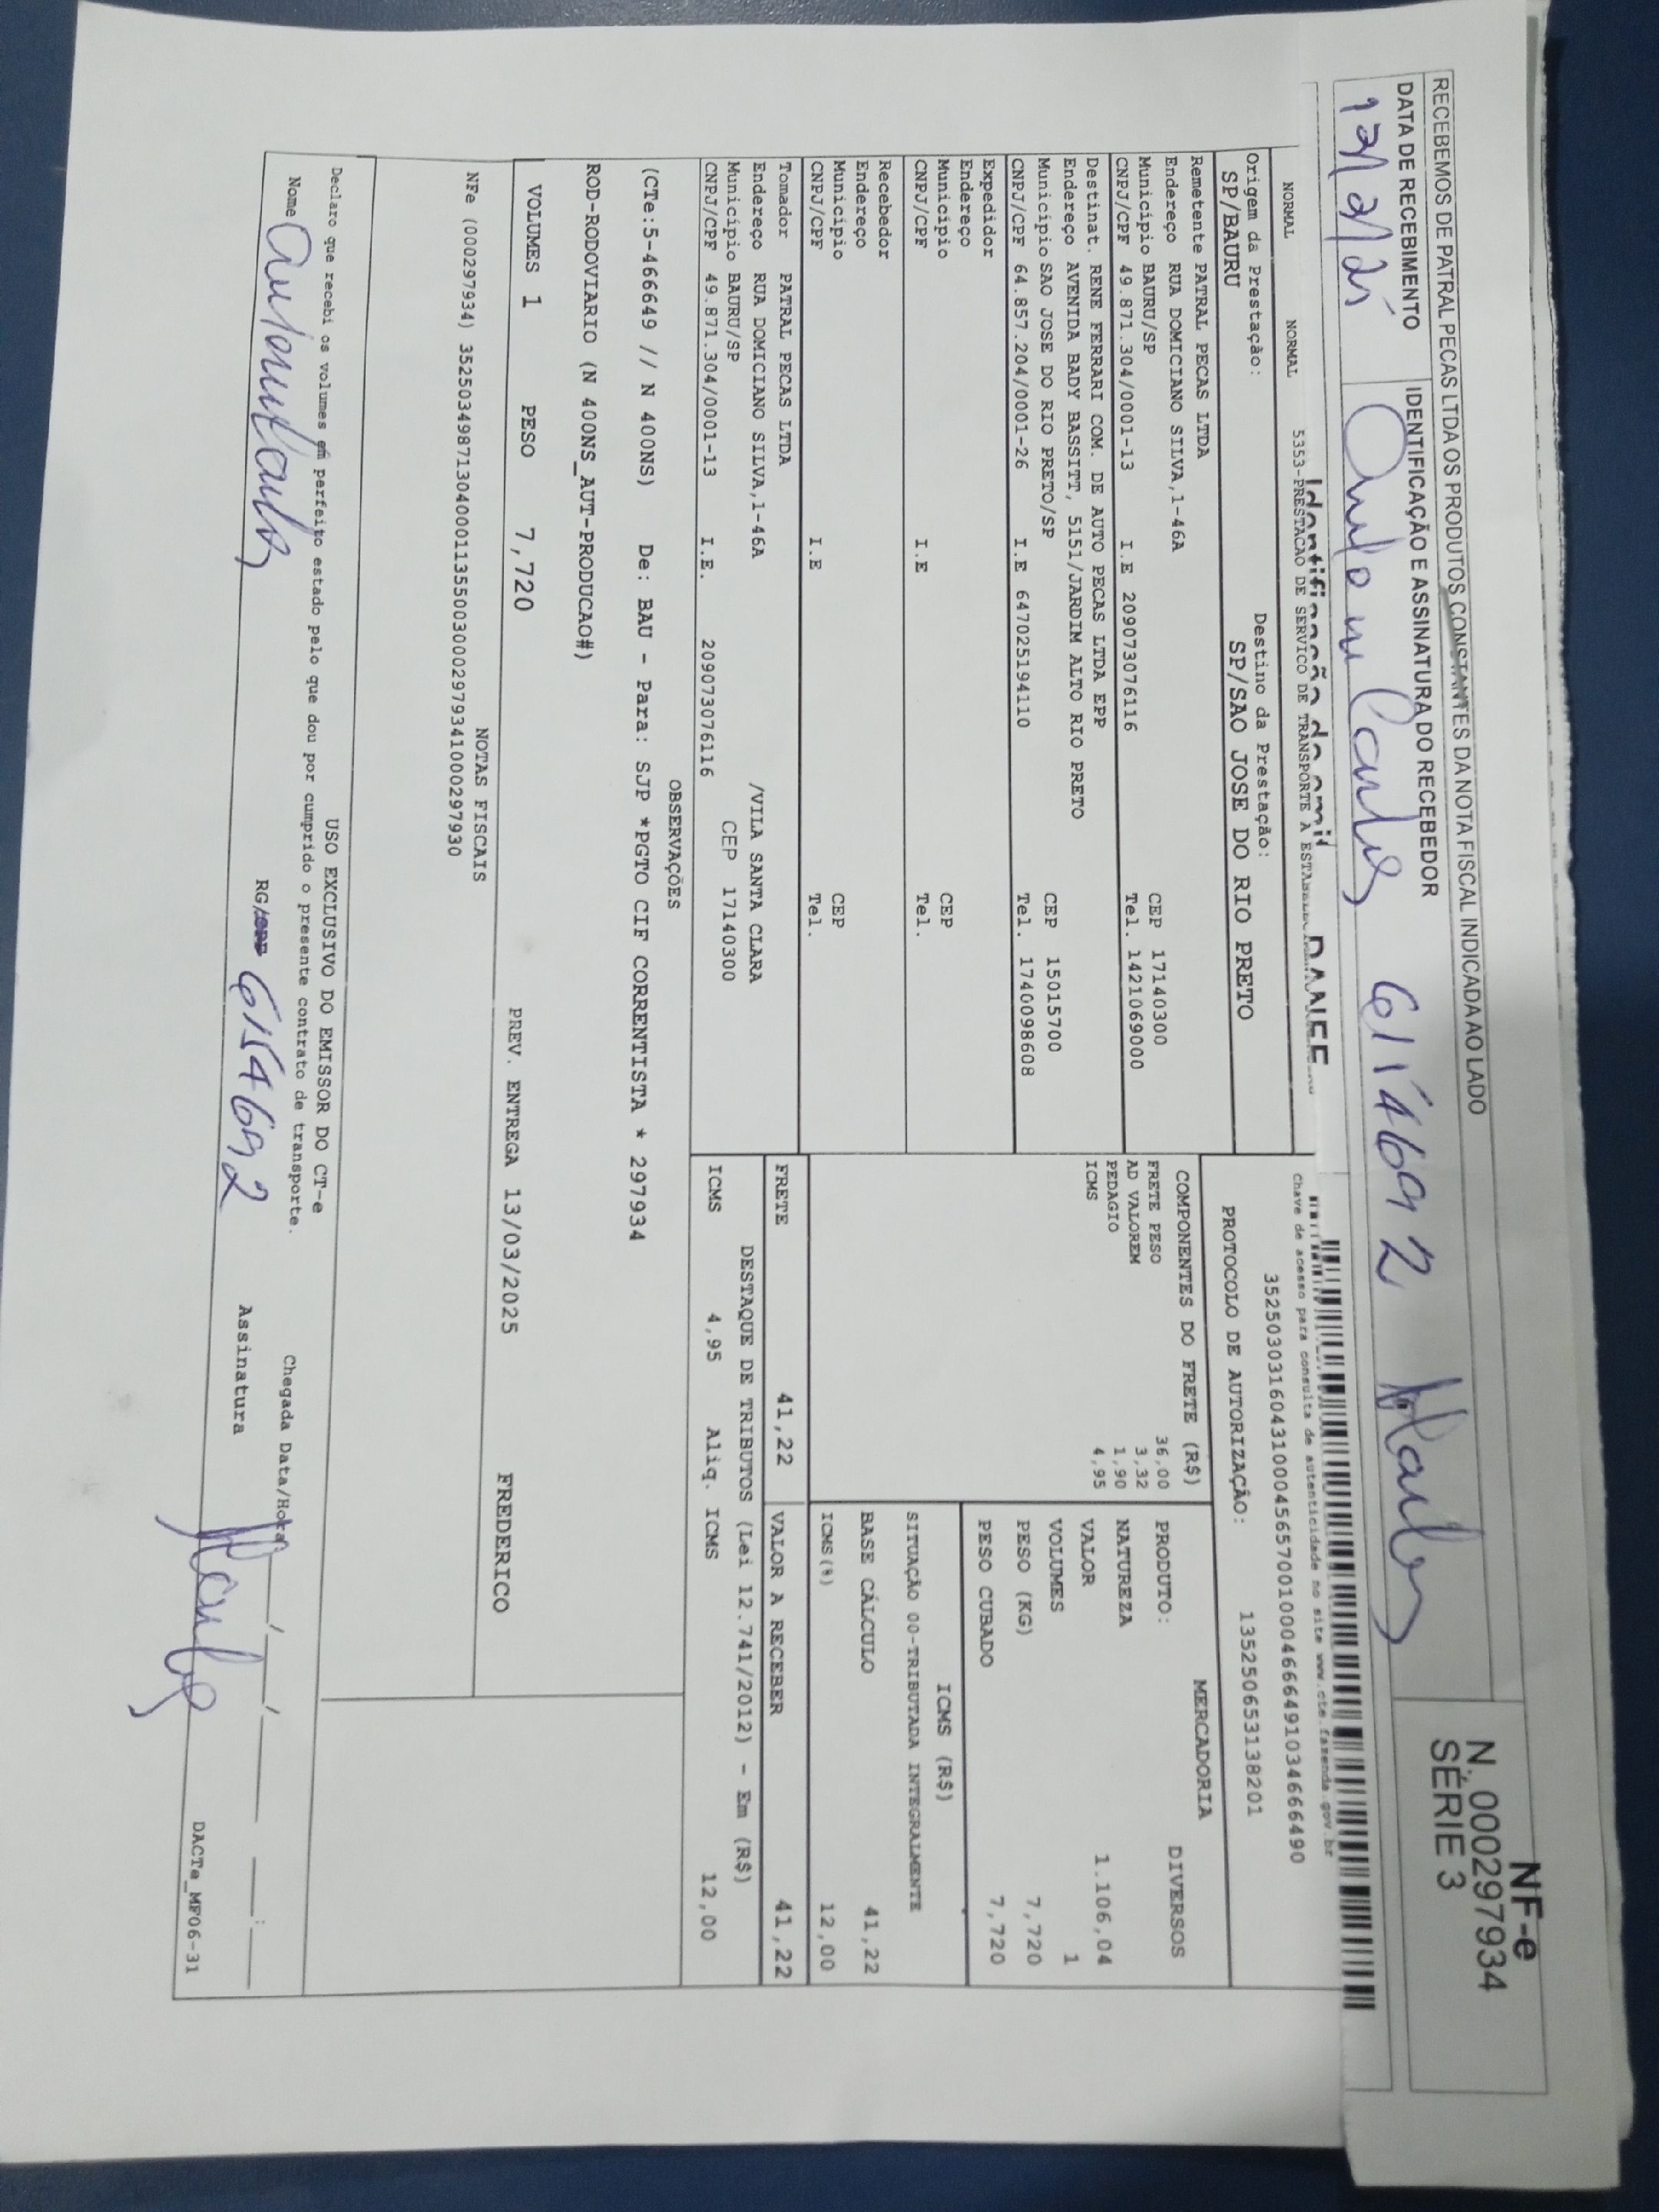 RECEBEMOS DE PATRAL PECAS LTDA OS PRODUTOS CONSTANTES DA NOTA FISCAL INDICADA AO LADO
DATA DE RECEBIMENTO
IDENTIFICAÇÃO E ASSINATURA DO RECEBEDOR
61546992
NF-e
N. 000297934
SÉRIE 3
NORMAL NORMAL 5353-PRESTACAO DE SERVICO DE TRANSPORTE A
Chave de acesso para consulta de autenticidade no site www.cte.fazenda.gov.br
35250303160431000456570010004666491034666490
Origem da Prestação:
SP/BAURU
Destino da Prestação:
SP/SAO JOSE DO RIO PRETO
PROTOCOLO DE AUTORIZAÇÃO: 135250653138201
Remetente PATRAL PECAS LTDA
Endereço RUA DOMICIANO SILVA,1-46A
Município BAURU/SP CEP 17140300
CNPJ/CPF 49.871.304/0001-13 I.E 209073076116 Tel. 1421069000
Destinat. RENE FERRARI COM. DE AUTO PECAS LTDA EPP
Endereço AVENIDA BADY BASSITT, 5151/JARDIM ALTO RIO PRETO
Município SAO JOSE DO RIO PRETO/SP CEP 15015700
CNPJ/CPF 64.857.204/0001-26 I.E 647025194110 Tel. 1740098608
Expedidor
Endereço
Município CEP
CNPJ/CPF I.E Tel.
Recebedor
Endereço
Município CEP
CNPJ/CPF I.E Tel.
Tomador PATRAL PECAS LTDA
Endereço RUA DOMICIANO SILVA,1-46A /VILA SANTA CLARA
Município BAURU/SP CEP 17140300
CNPJ/CPF 49.871.304/0001-13 I.E. 209073076116
COMPONENTES DO FRETE (R$)
FRETE PESO 36,00
AD VALOREM 3,32
PEDAGIO 1,90
ICMS 4,95
MERCADORIA
PRODUTO: DIVERSOS
NATUREZA
VALOR 1.106,04
VOLUMES 1
PESO (KG) 7,720
PESO CUBADO 7,720
ICMS (R$)
SITUAÇÃO 00-TRIBUTADA INTEGRALMENTE
BASE CÁLCULO 41,22
ICMS(%) 12,00
FRETE 41,22
VALOR A RECEBER 41,22
DESTAQUE DE TRIBUTOS (Lei 12.741/2012) - Em (R$)
ICMS 4,95 Aliq. ICMS 12,00
OBSERVAÇÕES
(CTe:5-466649 // N 400NS) De: BAU - Para: SJP *PGTO CIF CORRENTISTA * 297934
ROD-RODOVIARIO (N 400NS_AUT-PRODUCAO#)
VOLUMES 1 PESO 7,720 PREV. ENTREGA 13/03/2025 FREDERICO
NOTAS FISCAIS
NFe (000297934) 35250349871304000113550030002979341000297930
USO EXCLUSIVO DO EMISSOR DO CT-e
Declaro que recebi os volumes em perfeito estado pelo que dou por cumprido o presente contrato de transporte.
Chegada Data/Hora
Nome
RG/
Assinatura
DACTe_MF06-31